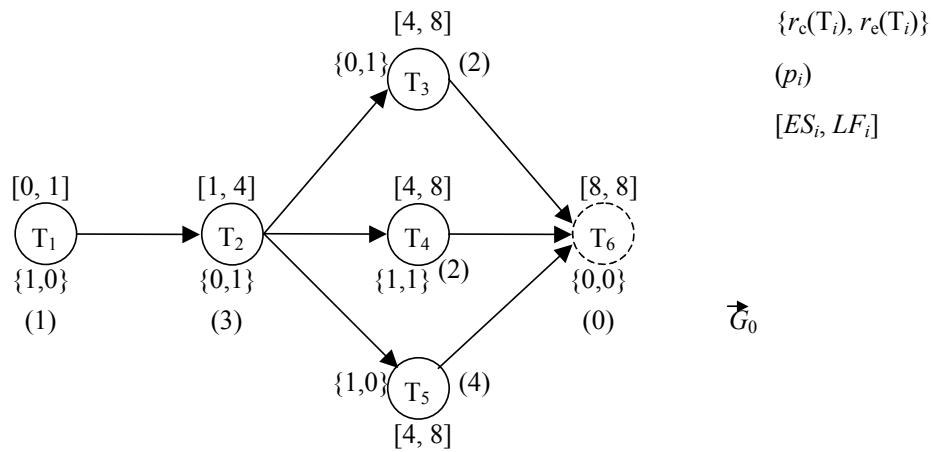 [4, 8]
{r_c(T_i), r_e(T_i)}
{0,1} T_3 (2)
(p_i)
[ES_i, LF_i]
[0, 1] [1, 4] [4, 8] [8, 8]
T_1 T_2 T_4 T_6
{1,0} {0,1} {1,1} (2) {0,0}
(1) (3) (0) G⃗_0
{1,0} T_5 (4)
[4, 8]